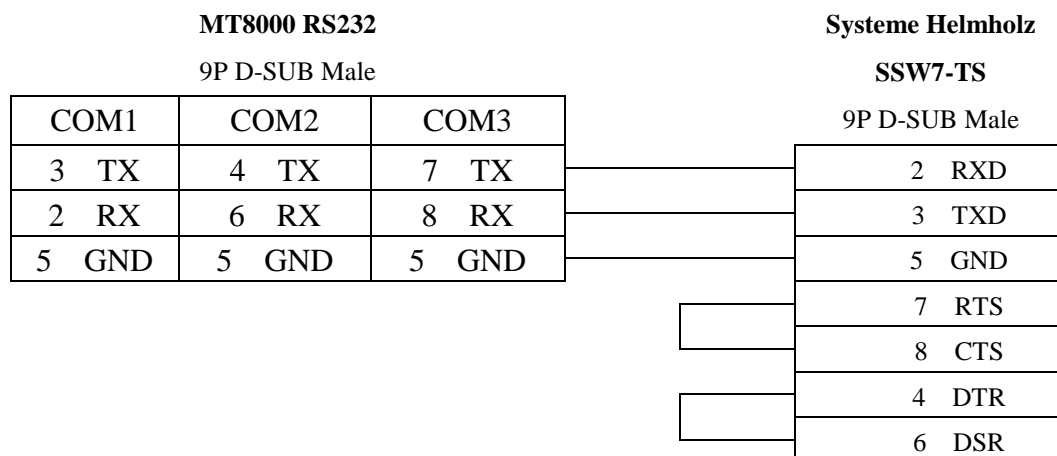 MT8000 RS232
9P D-SUB Male
COM1 COM2 COM3
3 TX 4 TX 7 TX
2 RX 6 RX 8 RX
5 GND 5 GND 5 GND
Systeme Helmholz
SSW7-TS
9P D-SUB Male
2 RXD
3 TXD
5 GND
7 RTS
8 CTS
4 DTR
6 DSR